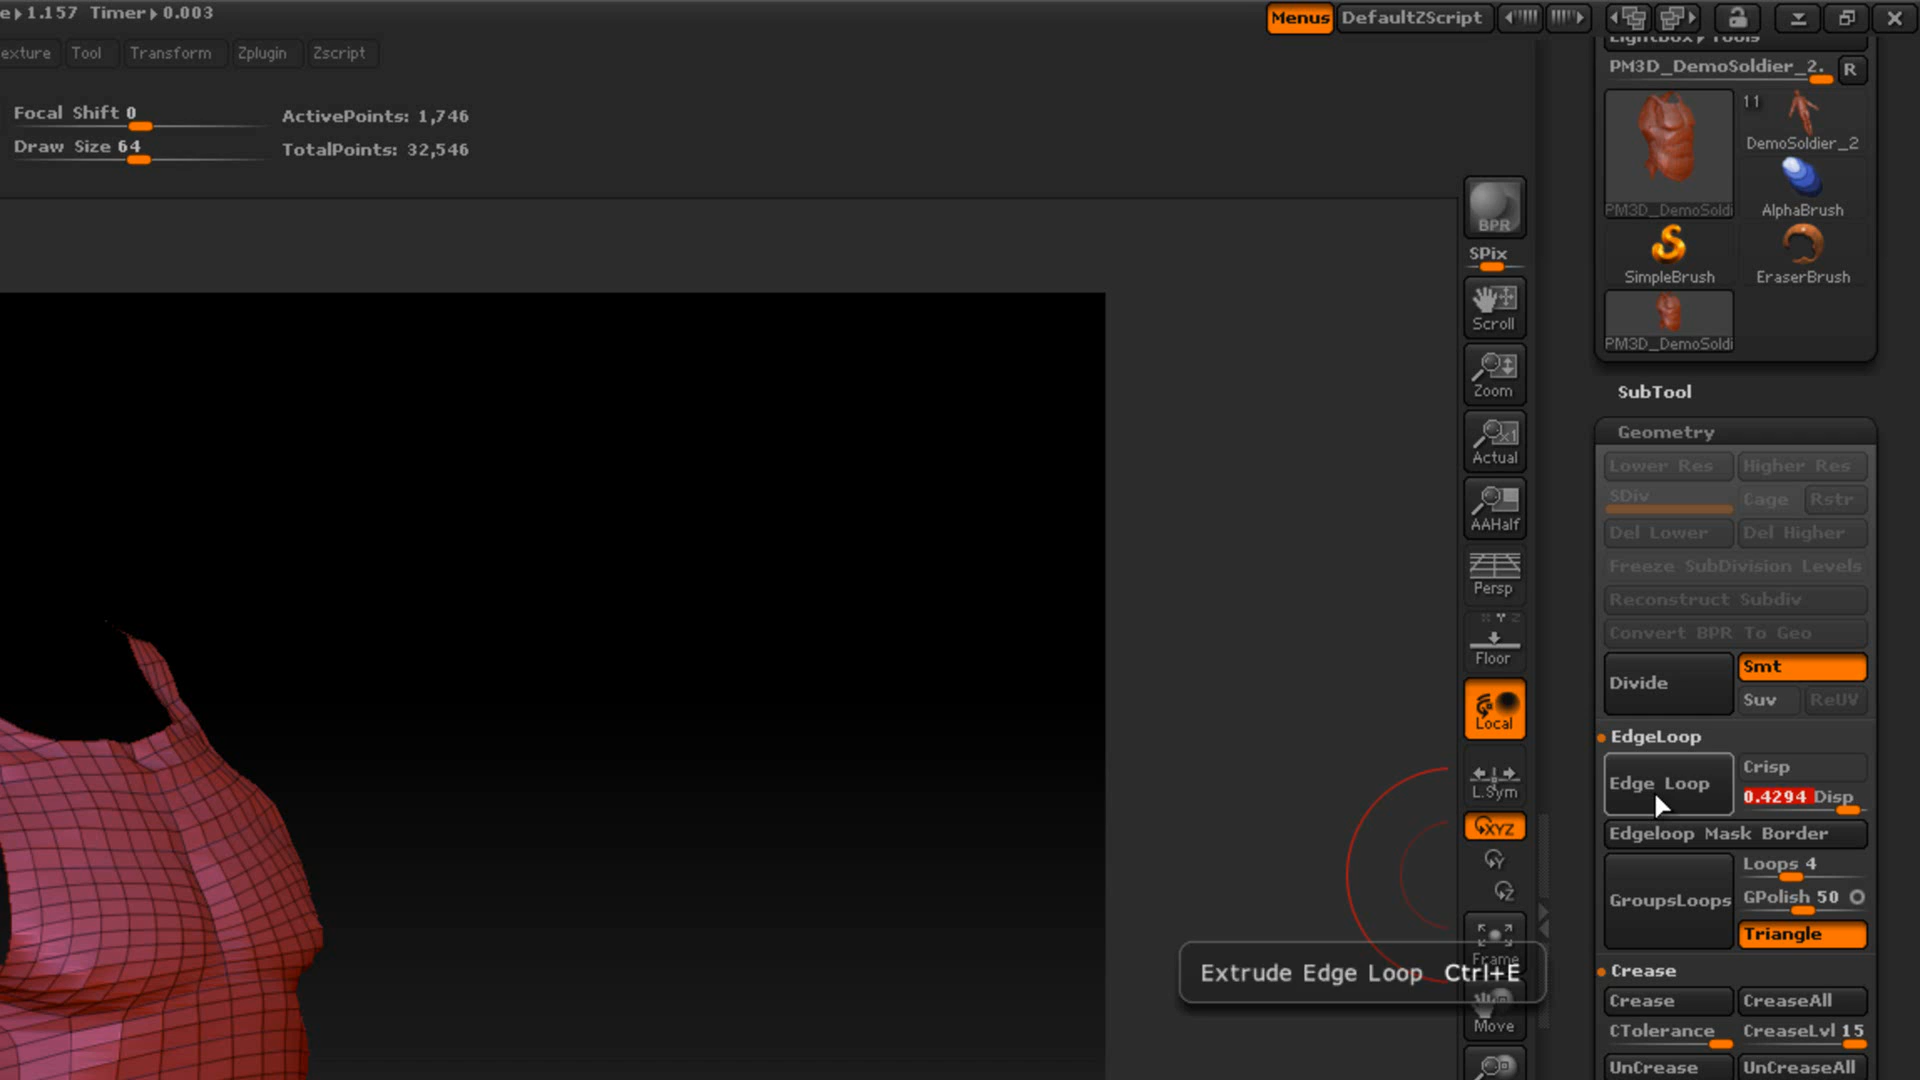 e▸1.157 Timer▸0.003
Menus DefaultZScript
exture Tool Transform Zplugin Zscript
Focal Shift 0
ActivePoints: 1,746
Draw Size 64
TotalPoints: 32,546
Lightbox▸Tools
PM3D_DemoSoldier_2. R
11
DemoSoldier_2
PM3D_DemoSoldi
AlphaBrush
SimpleBrush
EraserBrush
PM3D_DemoSoldi
BPR
SPix
Scroll
Zoom
x1
Actual
AAHalf
Persp
X Y Z
Floor
Local
L.Sym
XYZ
Y
Z
Frame
Move
SubTool
Geometry
Lower Res Higher Res
SDiv Cage Rstr
Del Lower Del Higher
Freeze SubDivision Levels
Reconstruct Subdiv
Convert BPR To Geo
Divide Smt
Suv ReUV
EdgeLoop
Edge Loop Crisp
0.4294 Disp
Edgeloop Mask Border
GroupsLoops Loops 4
GPolish 50
Triangle
Crease
Crease CreaseAll
CTolerance CreaseLvl 15
UnCrease UnCreaseAll
Extrude Edge Loop Ctrl+E